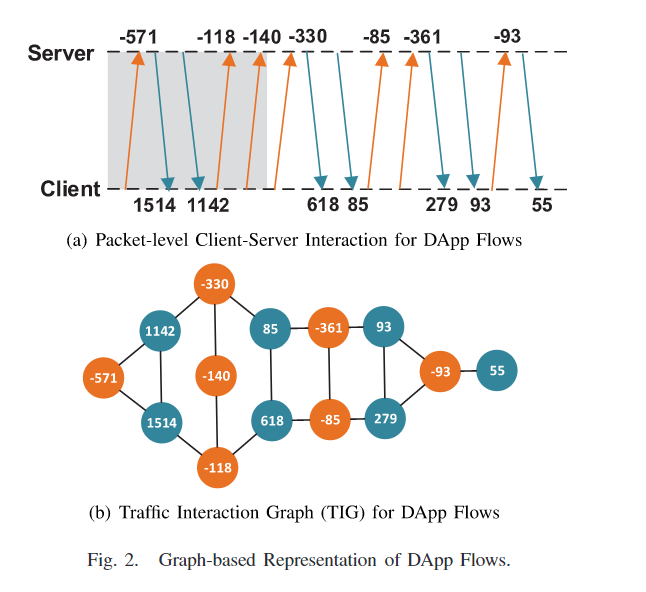 -571 -118 -140 -330 -85 -361 -93
Server
Client
1514 1142 618 85 279 93 55
(a) Packet-level Client-Server Interaction for DApp Flows
-330
1142 85 -361 93
-571 -140 -93 55
1514 618 -85 279
-118
(b) Traffic Interaction Graph (TIG) for DApp Flows
Fig. 2. Graph-based Representation of DApp Flows.